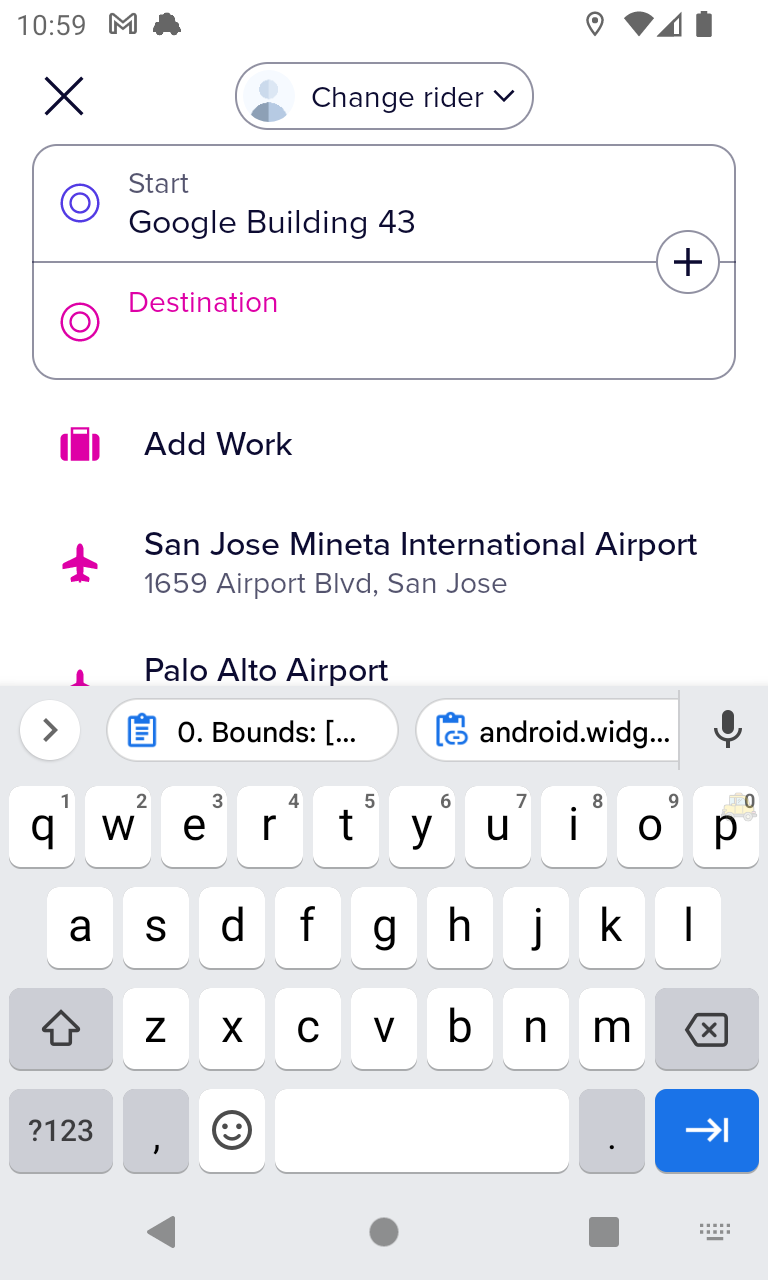 10:59
Change rider
Start
Google Building 43
Destination
Add Work
San Jose Mineta International Airport
1659 Airport Blvd, San Jose
Palo Alto Airport
0. Bounds: [...
android.widg...
1 2 3 4 5 6 7 8 9 0
q w e r t y u i o p
a s d f g h j k l
z x c v b n m
?123 , .